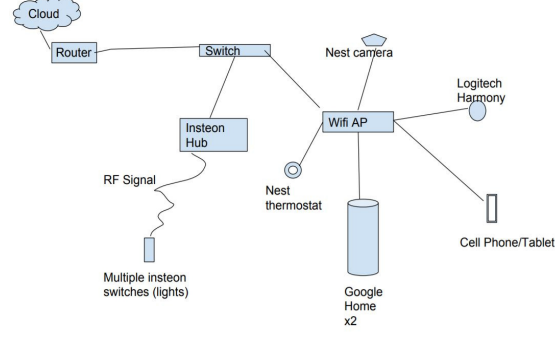 Cloud
Router
Switch
Nest camera
Logitech
Harmony
Wifi AP
Insteon
Hub
RF Signal
Nest
thermostat
Cell Phone/Tablet
Multiple insteon
switches (lights)
Google
Home
x2